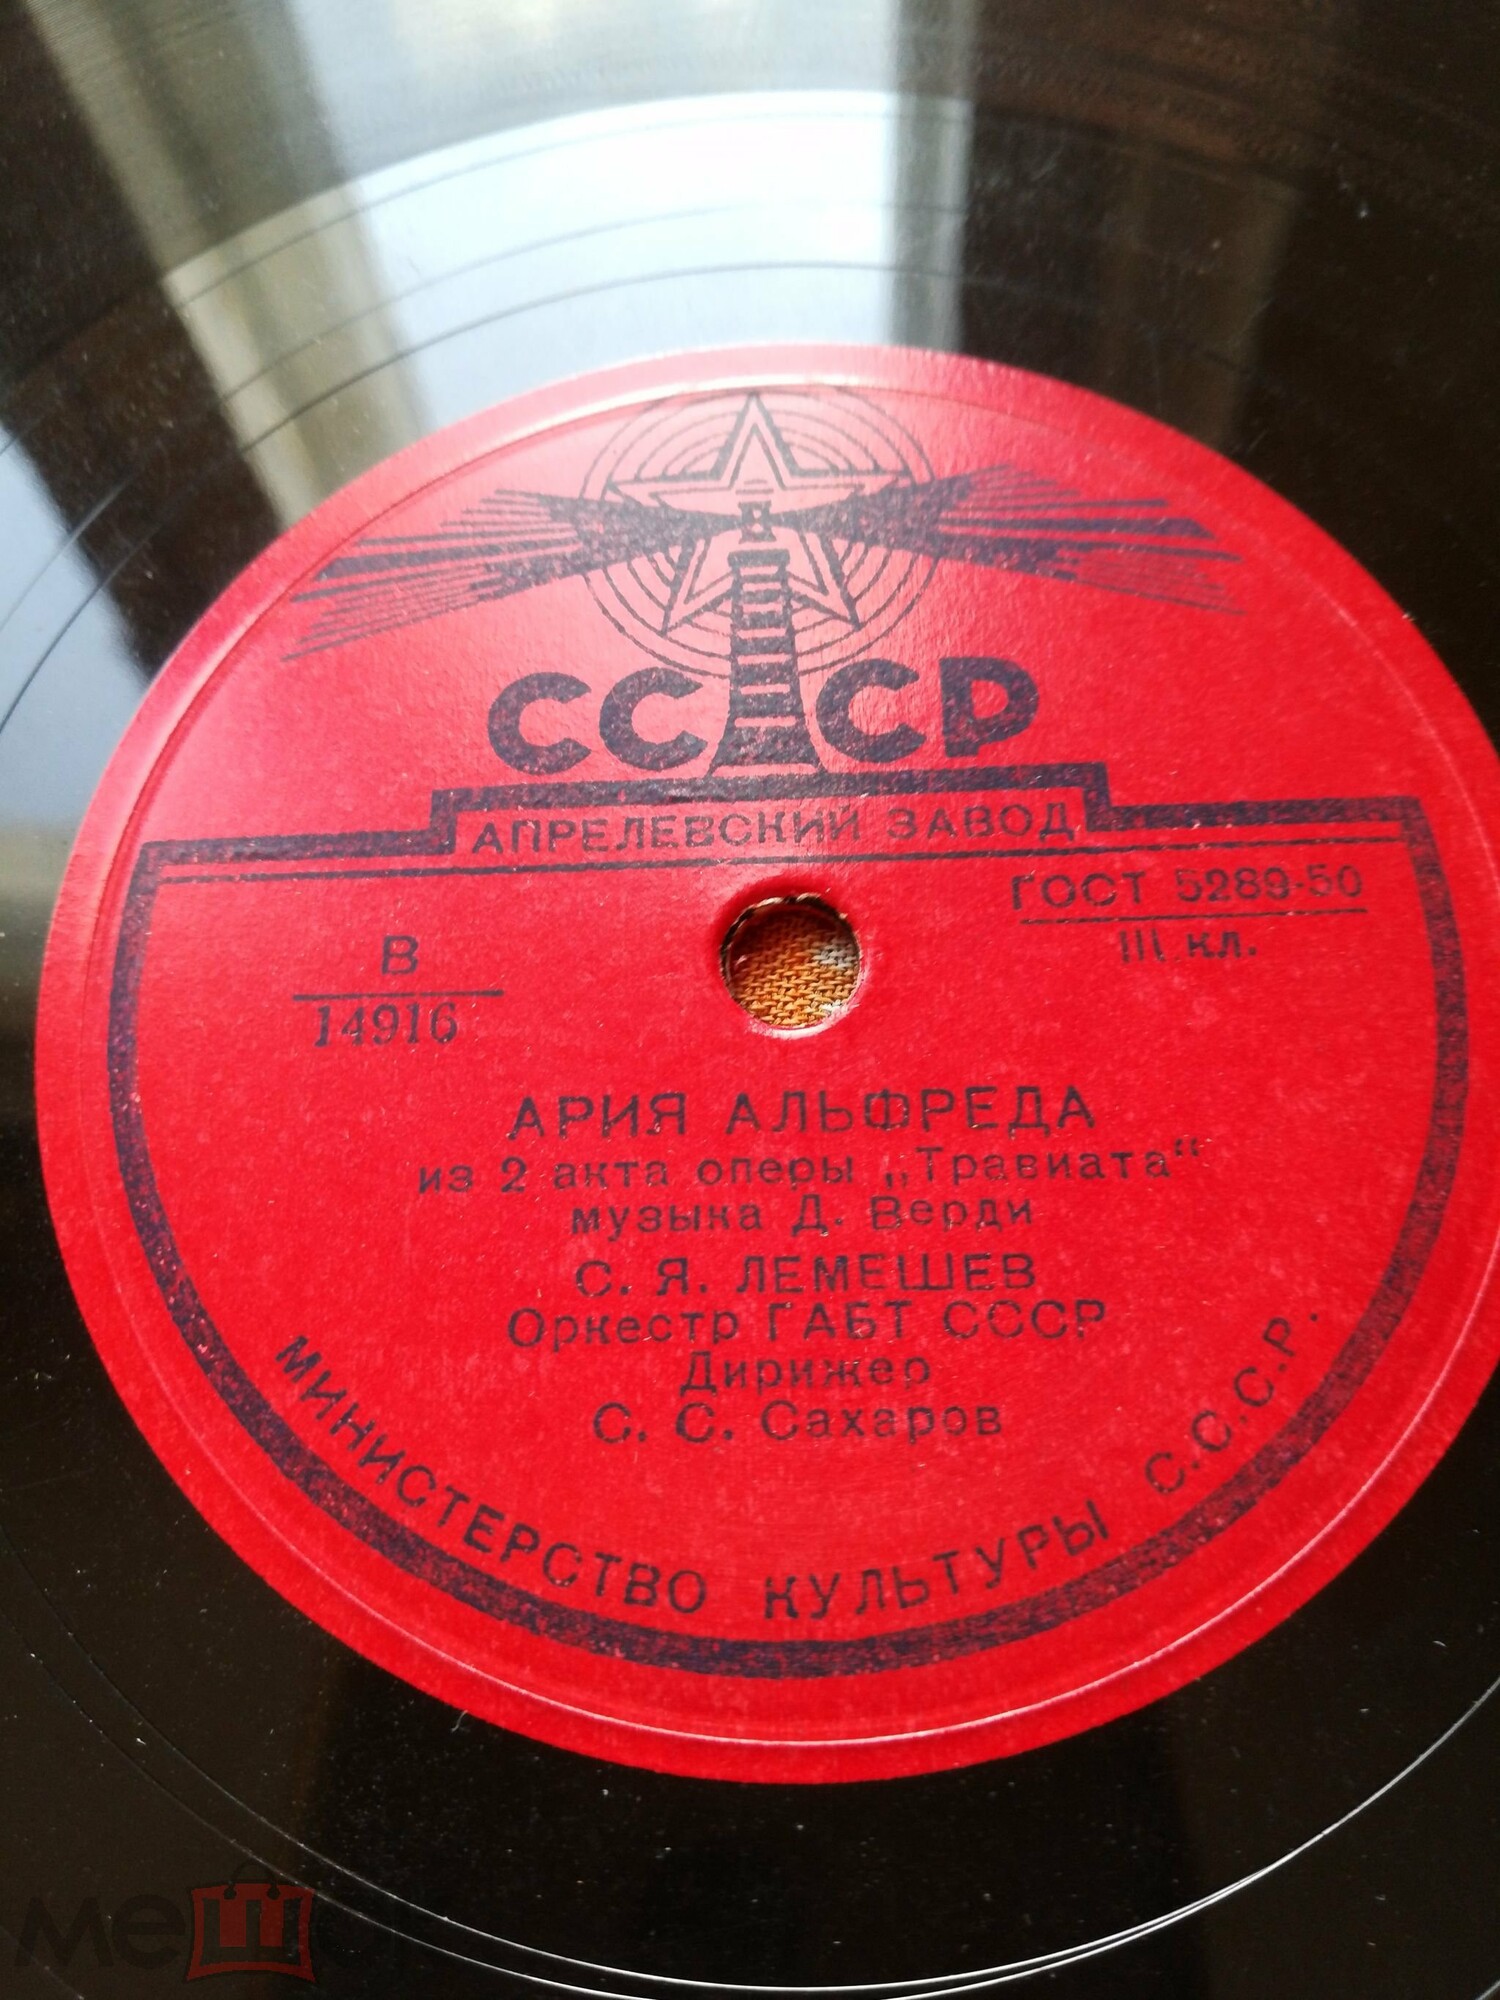 СССР
АПРЕЛЕВСКИЙ ЗАВОД
ГОСТ 5289-50
III кл.
В
14916
АРИЯ АЛЬФРЕДА
из 2 акта оперы „Травиата“
музыка Д. Верди
С. Я. ЛЕМЕШЕВ
Оркестр ГАБТ СССР
Дирижер
С. С. Сахаров
МИНИСТЕРСТВО КУЛЬТУРЫ С.С.С.Р.